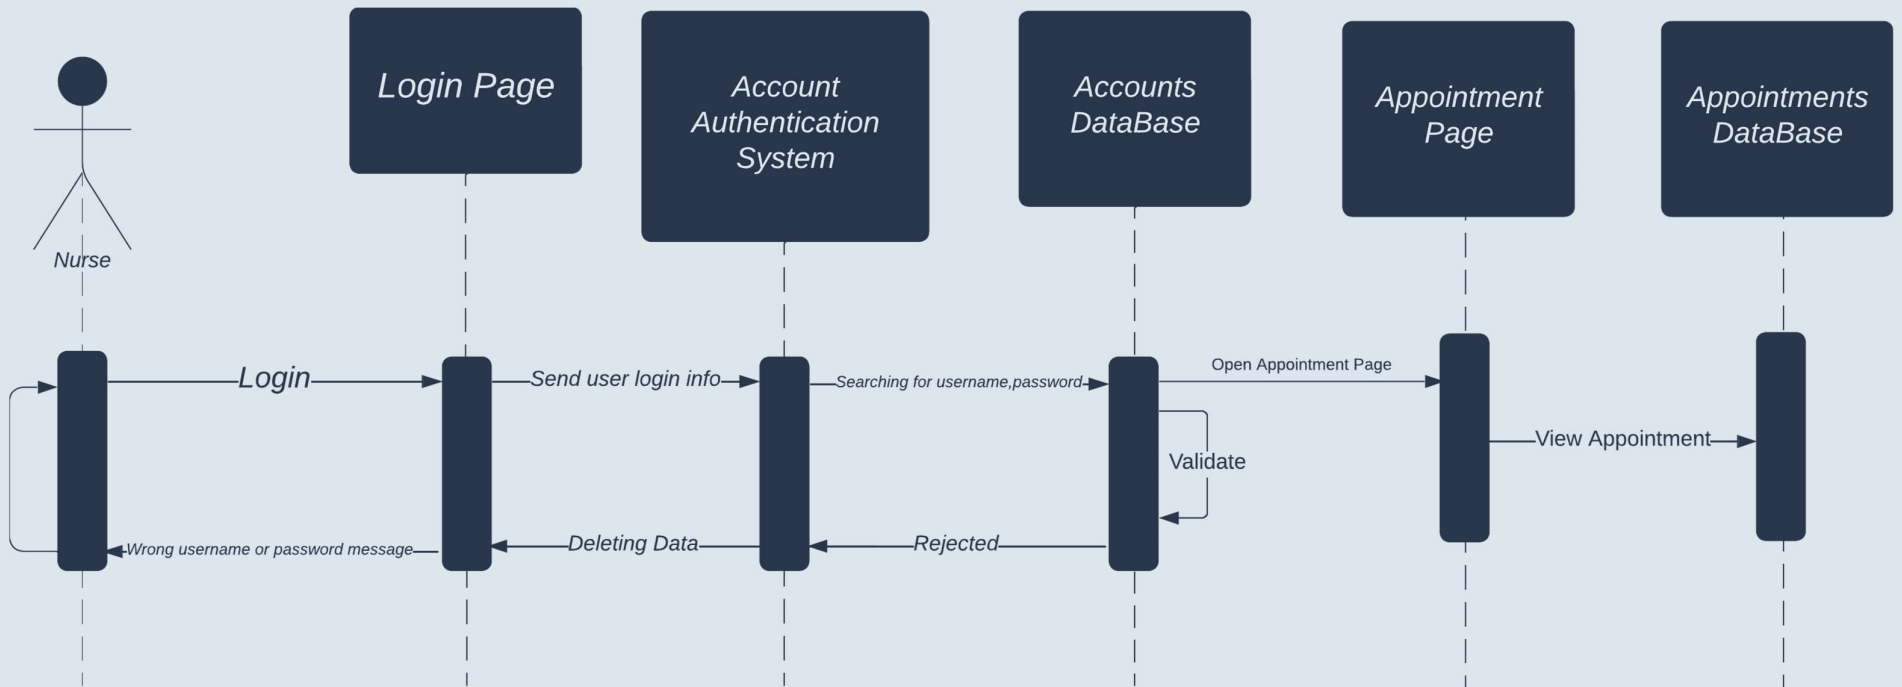 Login Page
Account
Authentication
System
Accounts
DataBase
Appointment
Page
Appointments
DataBase
Nurse
Login
Send user login info
Searching for username,password
Open Appointment Page
View Appointment
Validate
Wrong username or password message
Deleting Data
Rejected